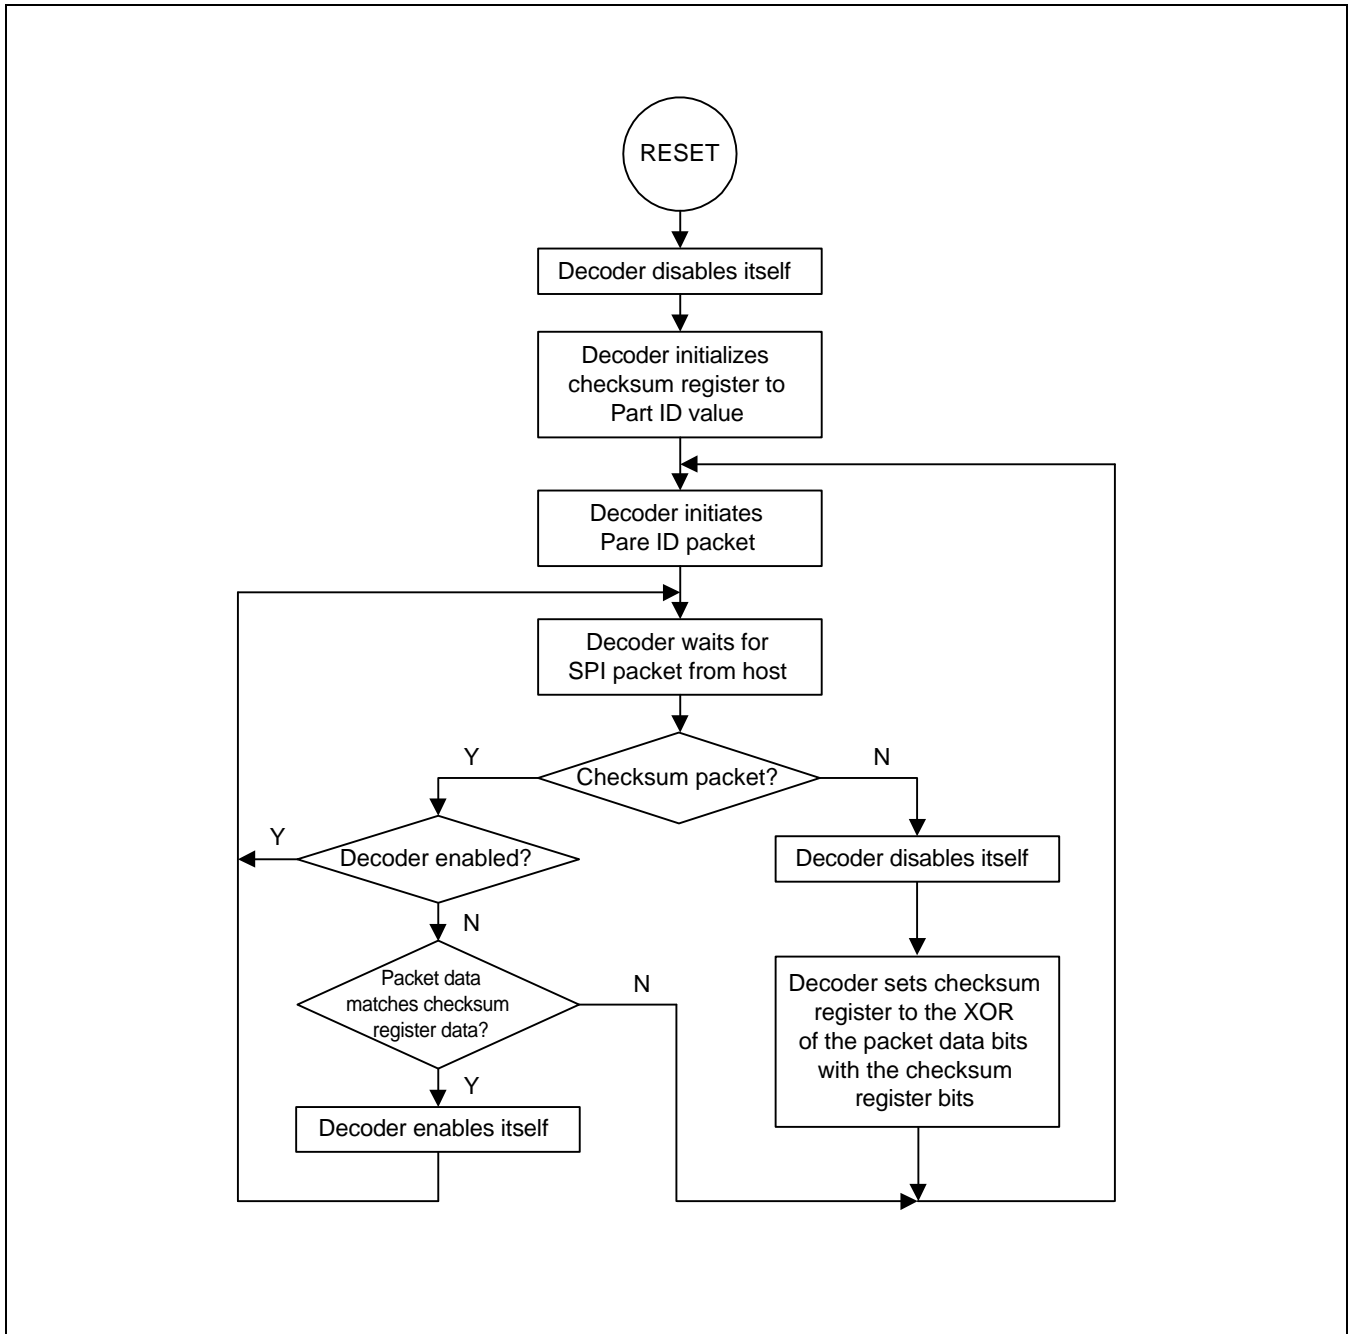 RESET
Decoder disables itself
Decoder initializes
checksum register to
Part ID value
Decoder initiates
Pare ID packet
Decoder waits for
SPI packet from host
Y
Checksum packet?
N
Y
Decoder enabled?
Decoder disables itself
N
Packet data
matches checksum
register data?
N
Decoder sets checksum
register to the XOR
of the packet data bits
with the checksum
register bits
Y
Decoder enables itself